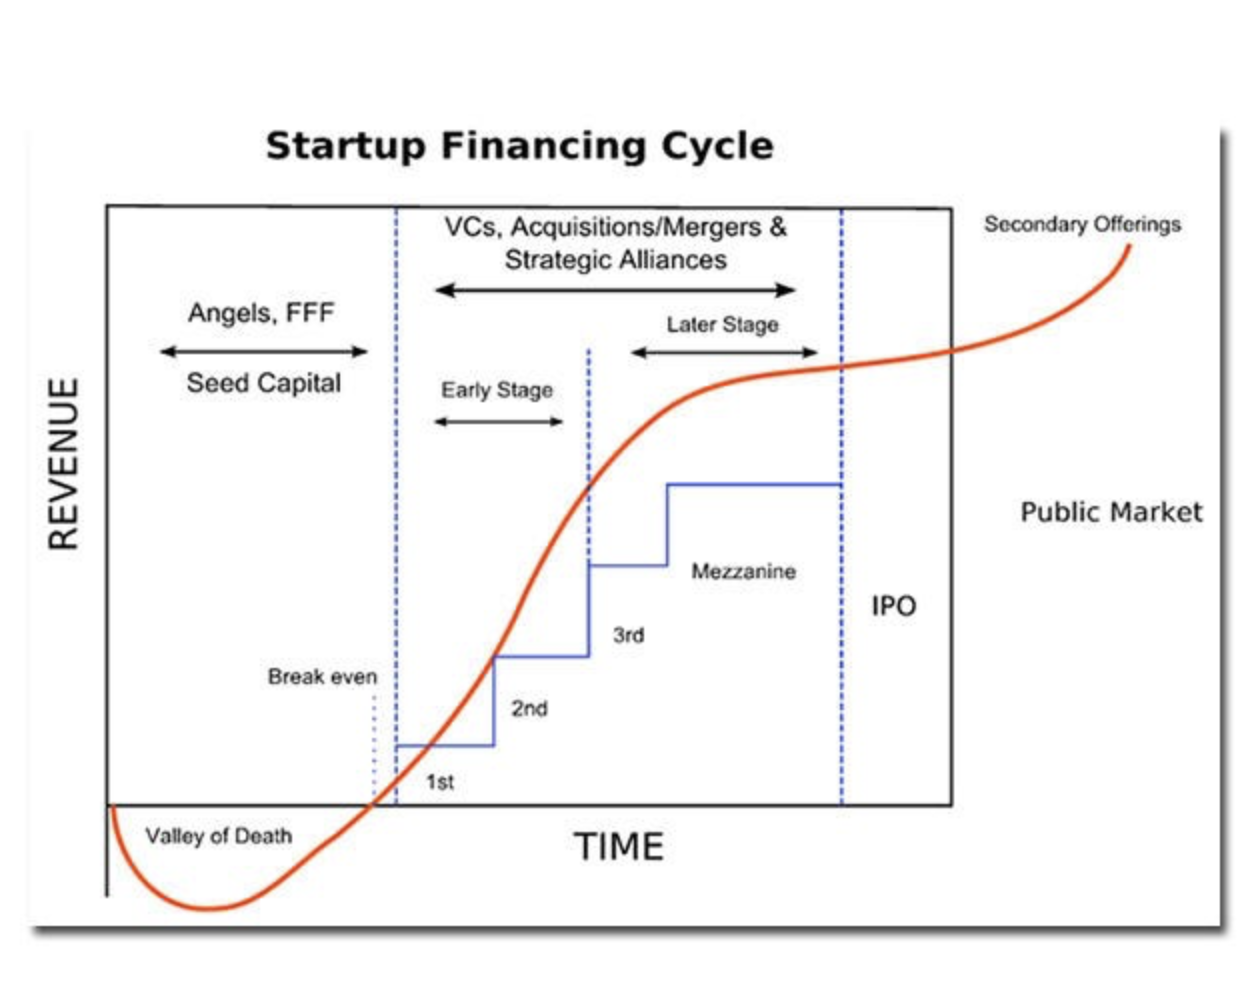 Startup Financing Cycle
VCs, Acquisitions/Mergers &
Strategic Alliances
Secondary Offerings
Angels, FFF
Seed Capital
Later Stage
Early Stage
REVENUE
Public Market
Mezzanine
IPO
3rd
Break even
2nd
1st
Valley of Death
TIME